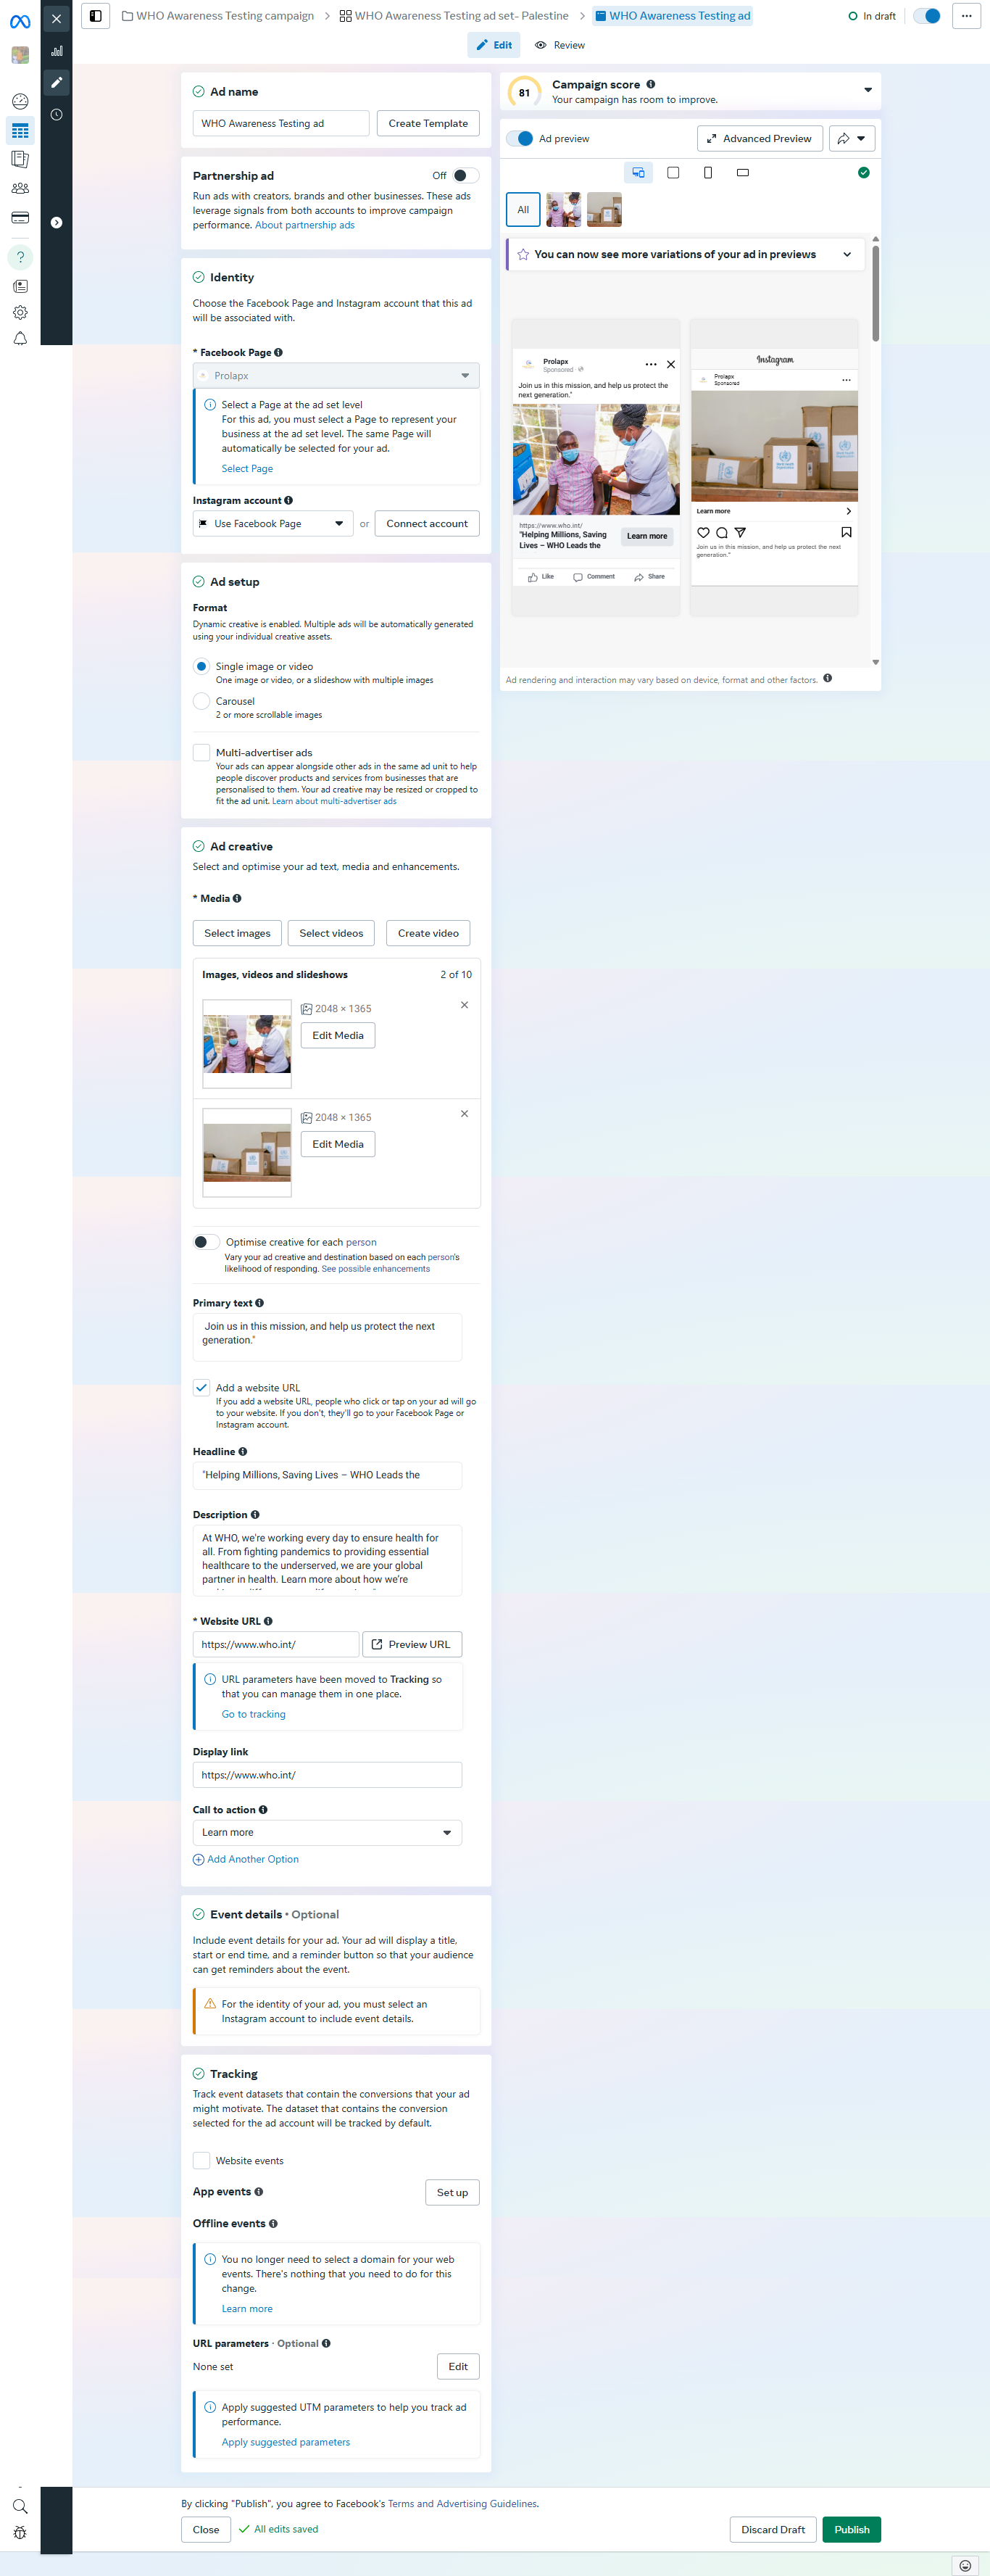 WHO Awareness Testing campaign
WHO Awareness Testing ad set- Palestine
WHO Awareness Testing ad
In draft
Edit
Review
Ad name
WHO Awareness Testing ad
Create Template
Partnership ad
Off
Run ads with creators, brands and other businesses. These ads
leverage signals from both accounts to improve campaign
performance. About partnership ads
Identity
Choose the Facebook Page and Instagram account that this ad
will be associated with.
* Facebook Page
Prolapx
Select a Page at the ad set level
For this ad, you must select a Page to represent your
business at the ad set level. The same Page will
automatically be selected for your ad.
Select Page
Instagram account
Use Facebook Page
or
Connect account
Ad setup
Format
Dynamic creative is enabled. Multiple ads will be automatically generated
using your individual creative assets.
Single image or video
One image or video, or a slideshow with multiple images
Carousel
2 or more scrollable images
Multi-advertiser ads
Your ads can appear alongside other ads in the same ad unit to help
people discover products and services from businesses that are
personalised to them. Your ad creative may be resized or cropped to
fit the ad unit. Learn about multi-advertiser ads
Ad creative
Select and optimise your ad text, media and enhancements.
* Media
Select images
Select videos
Create video
Images, videos and slideshows
2 of 10
2048 × 1365
Edit Media
2048 × 1365
Edit Media
Optimise creative for each person
Vary your ad creative and destination based on each person's
likelihood of responding. See possible enhancements
Primary text
Join us in this mission, and help us protect the next
generation."
Add a website URL
If you add a website URL, people who click or tap on your ad will go
to your website. If you don't, they'll go to your Facebook Page or
Instagram account.
Headline
"Helping Millions, Saving Lives – WHO Leads the
Description
At WHO, we're working every day to ensure health for
all. From fighting pandemics to providing essential
healthcare to the underserved, we are your global
partner in health. Learn more about how we're
* Website URL
https://www.who.int/
Preview URL
URL parameters have been moved to Tracking so
that you can manage them in one place.
Go to tracking
Display link
https://www.who.int/
Call to action
Learn more
Add Another Option
Event details • Optional
Include event details for your ad. Your ad will display a title,
start or end time, and a reminder button so that your audience
can get reminders about the event.
For the identity of your ad, you must select an
Instagram account to include event details.
Tracking
Track event datasets that contain the conversions that your ad
might motivate. The dataset that contains the conversion
selected for the ad account will be tracked by default.
Website events
App events
Set up
Offline events
You no longer need to select a domain for your web
events. There's nothing that you need to do for this
change.
Learn more
URL parameters · Optional
None set
Edit
Apply suggested UTM parameters to help you track ad
performance.
Apply suggested parameters
81
Campaign score
Your campaign has room to improve.
Ad preview
Advanced Preview
All
You can now see more variations of your ad in previews
Prolapx
Sponsored ·
Join us in this mission, and help us protect the
next generation."
https://www.who.int/
"Helping Millions, Saving
Lives – WHO Leads the
Learn more
Like
Comment
Share
Instagram
Prolapx
Sponsored
Learn more
Join us in this mission, and help us protect the next
generation."
Ad rendering and interaction may vary based on device, format and other factors.
By clicking "Publish", you agree to Facebook's Terms and Advertising Guidelines.
Close
All edits saved
Discard Draft
Publish